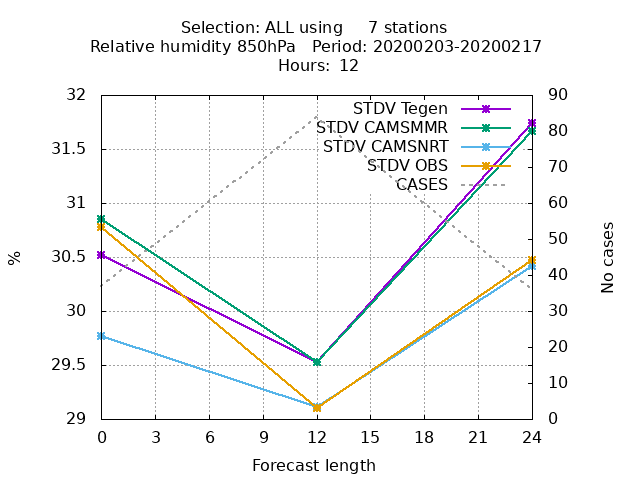 Selection: ALL using 7 stations
Relative humidity 850hPa Period: 20200203-20200217
Hours: 12
32
31.5
31
30.5
30
29.5
29
%
90
80
70
60
50
40
30
20
10
0
No cases
STDV Tegen
STDV CAMSMMR
STDV CAMSNRT
STDV OBS
CASES
0 3 6 9 12 15 18 21 24
Forecast length